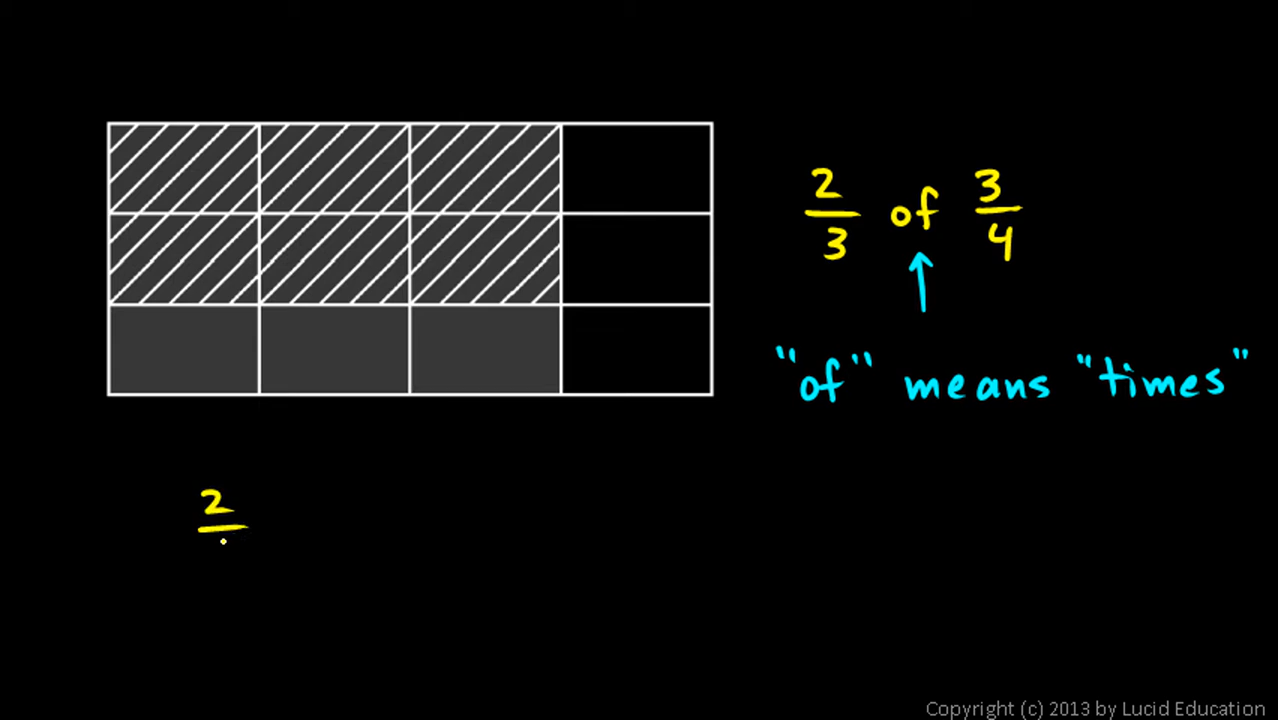 2/3 of 3/4
"of" means "times"
2
Copyright (c) 2013 by Lucid Education